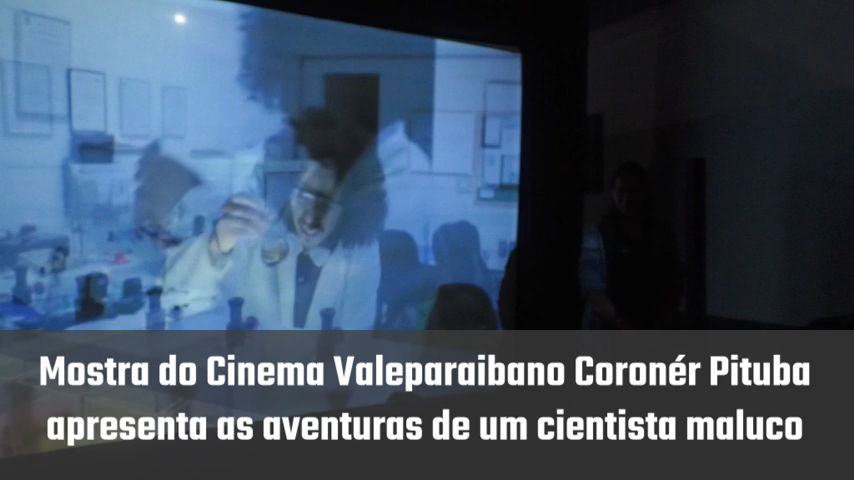 Mostra do Cinema Valeparaibano Coronér Pituba
apresenta as aventuras de um cientista maluco